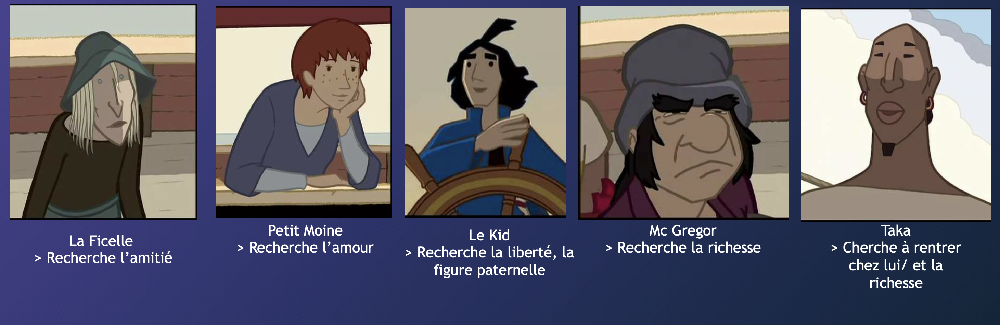 La Ficelle
> Recherche l’amitié
Petit Moine
> Recherche l’amour
Le Kid
> Recherche la liberté, la
figure paternelle
Mc Gregor
> Recherche la richesse
Taka
> Cherche à rentrer
chez lui/ et la
richesse